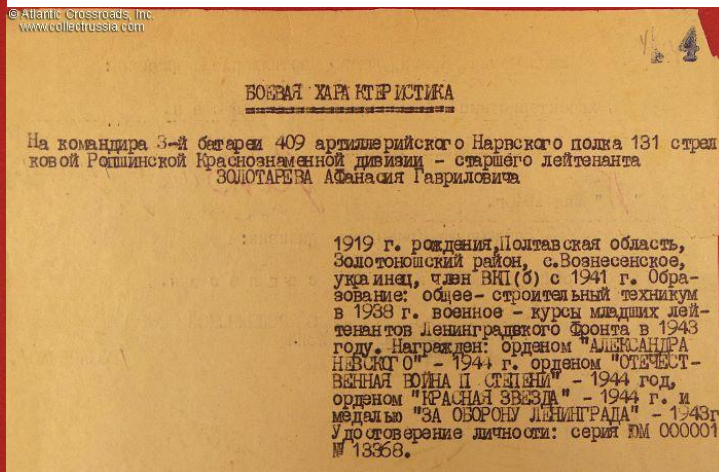 © Atlantic Crossroads, Inc.
www.collectrussia.com
4
БОЕВАЯ ХАРАКТЕРИСТИКА
На командира 3-й батареи 409 артиллерийского Нарвского полка 131 стрел
ковой Ропшинской Краснознаменной дивизии - старшего лейтенанта
ЗОЛОТАРЕВА Афанасия Гавриловича
1919 г. рождения,Полтавская область,
Золотоношский район, с.Вознесенское,
украинец, член ВКП(б) с 1941 г. Обра-
зование: общее- строительный техникум
в 1938 г. военное - курсы младших лей-
тенантов Ленинградвкого Фронта в 1943
году. Награжден: орденом "АЛЕКСАНДРА
НЕВСКОГО" - 1944 г. орденом "ОТЕЧЕСТ-
ВЕННАЯ ВОЙНА П СТЕПЕНИ" - 1944 год,
орденом "КРАСНАЯ ЗВЕЗДА" - 1944 г. и
медалью "ЗА ОБОРОНУ ЛЕНИНГРАДА" - 1943г
Удостоверение личности: серия ЮМ 000001
№ 13368.